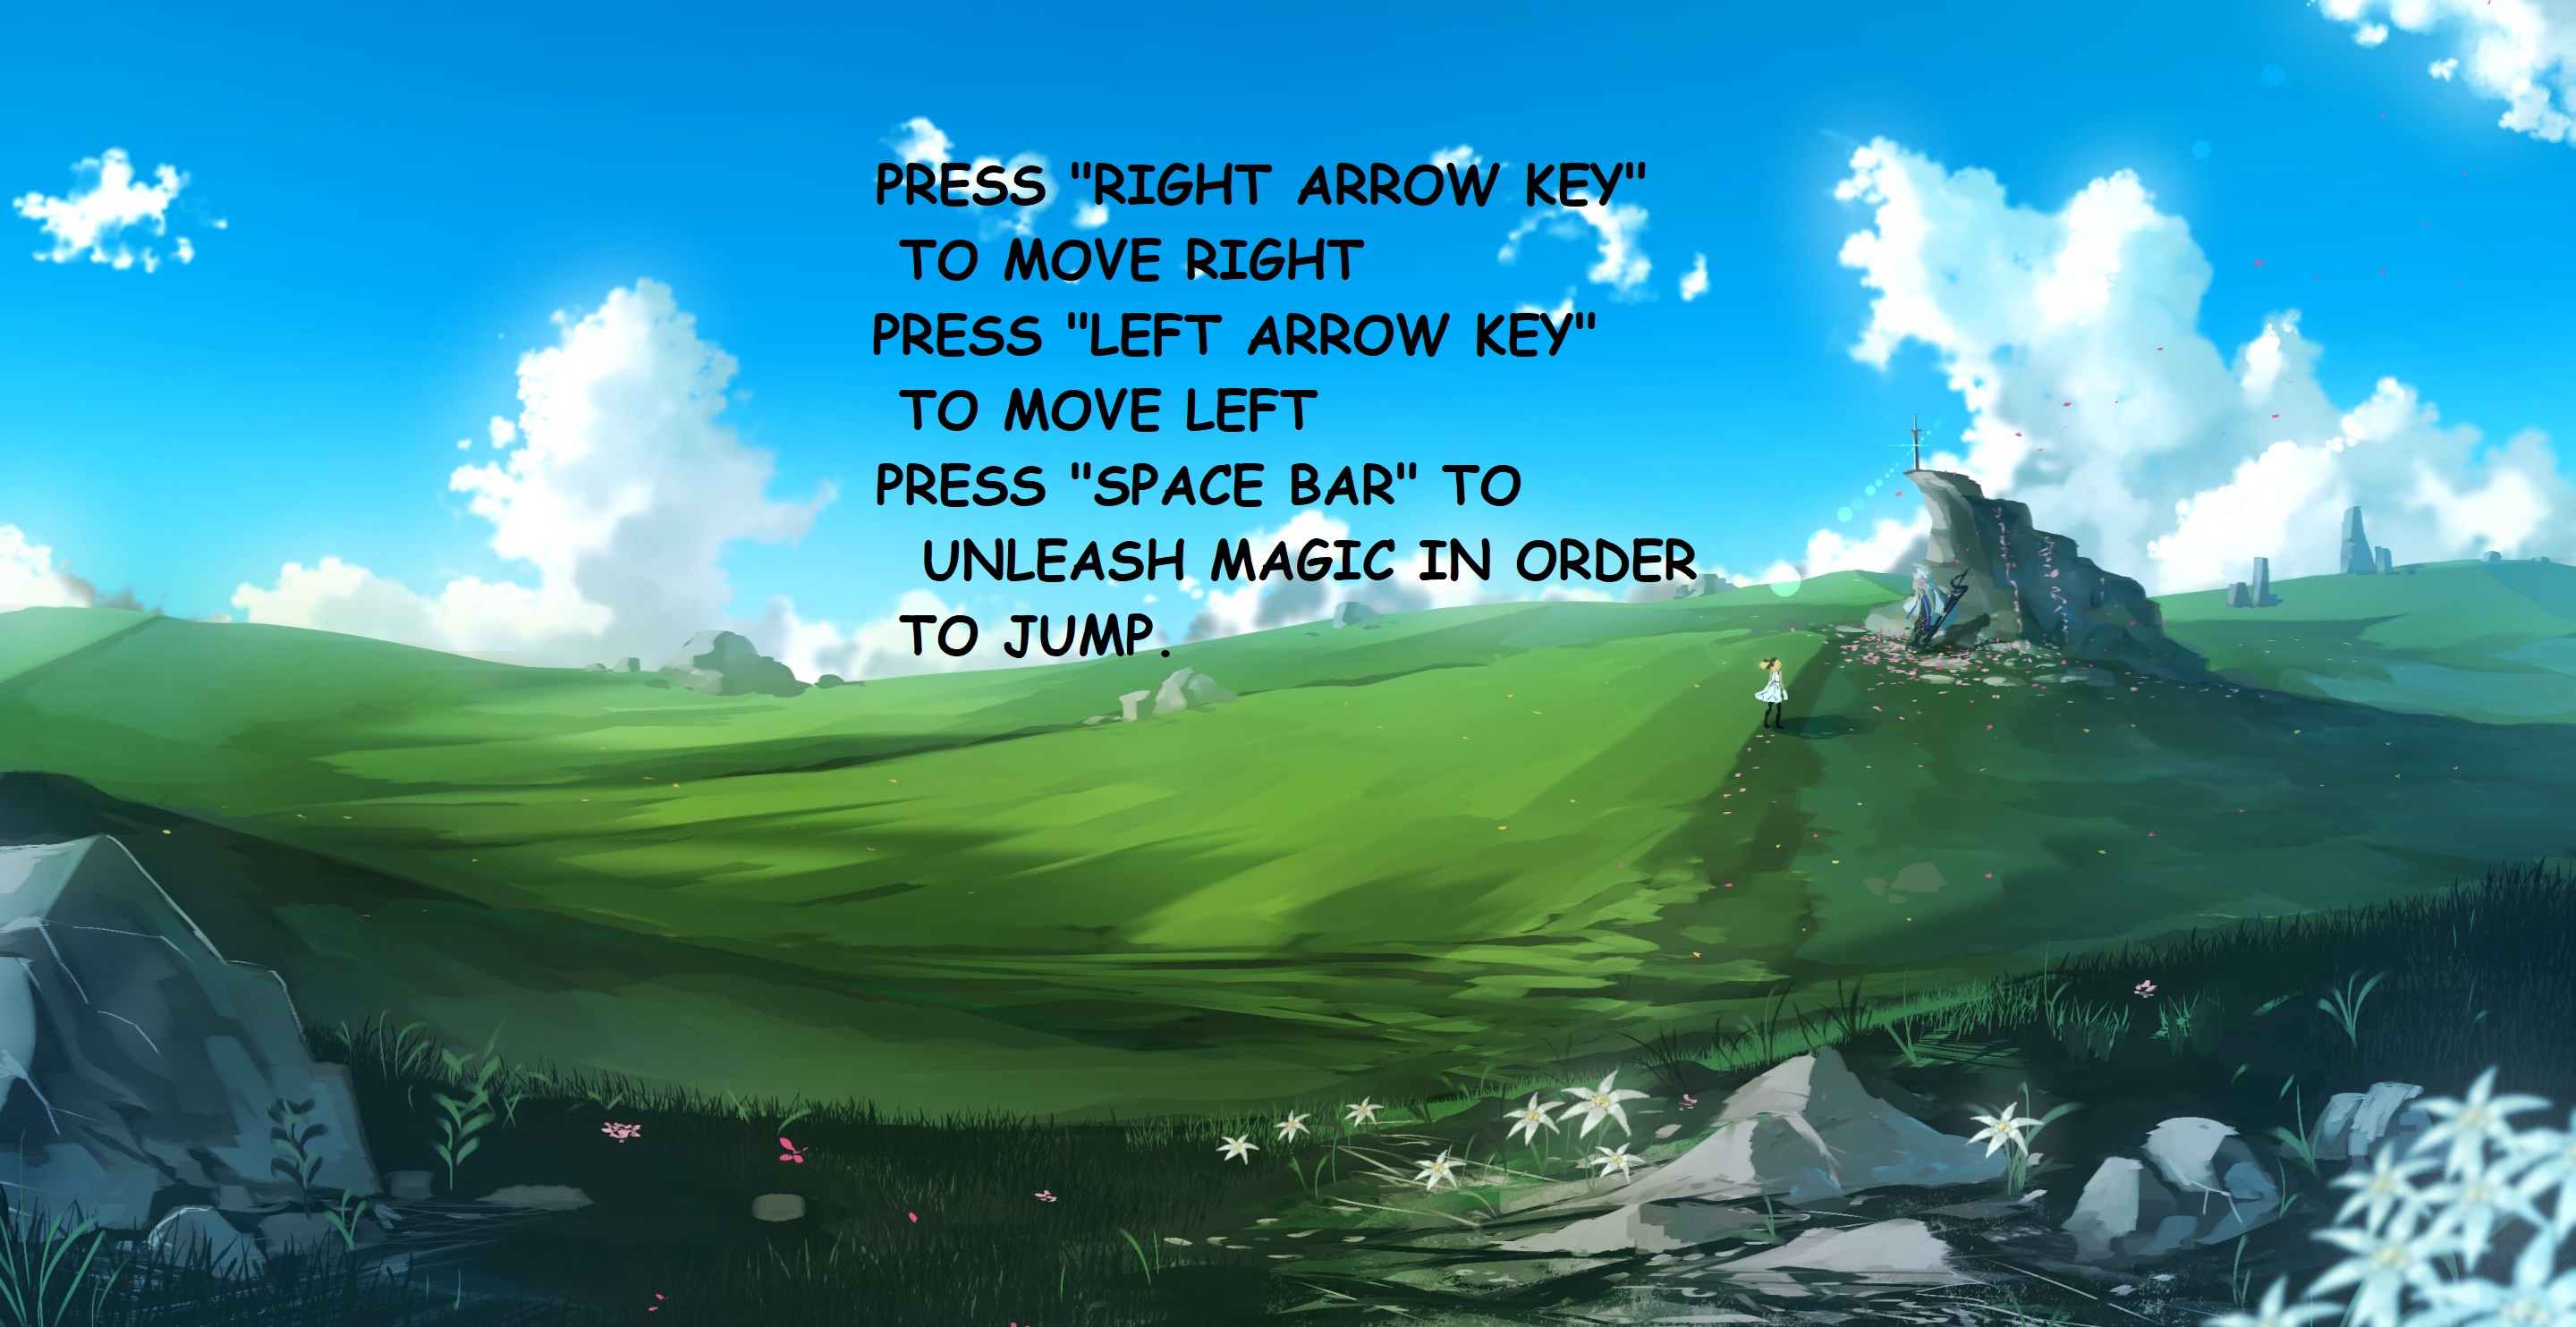 PRESS "RIGHT ARROW KEY"
TO MOVE RIGHT
PRESS "LEFT ARROW KEY"
TO MOVE LEFT
PRESS "SPACE BAR" TO
UNLEASH MAGIC IN ORDER
TO JUMP.